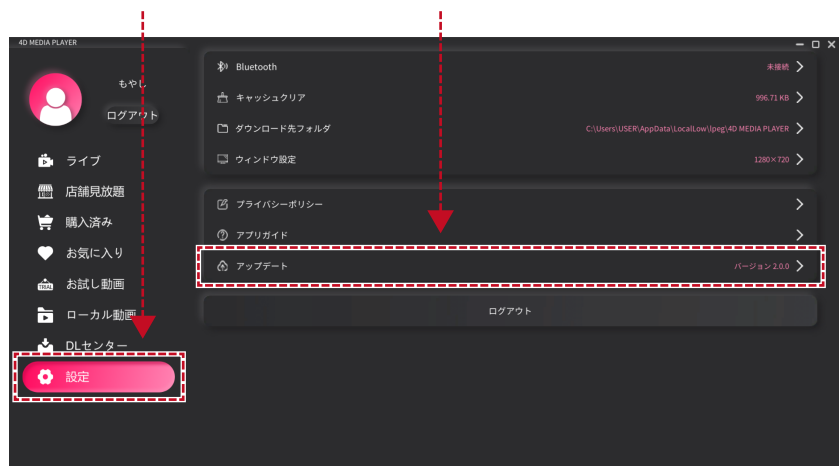 4D MEDIA PLAYER
もやし
ログアウト
ライブ
店舗見放題
購入済み
お気に入り
TRIAL お試し動画
ローカル動画
DLセンター
設定
Bluetooth 未接続
キャッシュクリア 996.71 KB
ダウンロード先フォルダ C:\Users\USER\AppData\LocalLow\Ipeg\4D MEDIA PLAYER
ウィンドウ設定 1280×720
プライバシーポリシー
アプリガイド
アップデート バージョン 2.0.0
ログアウト